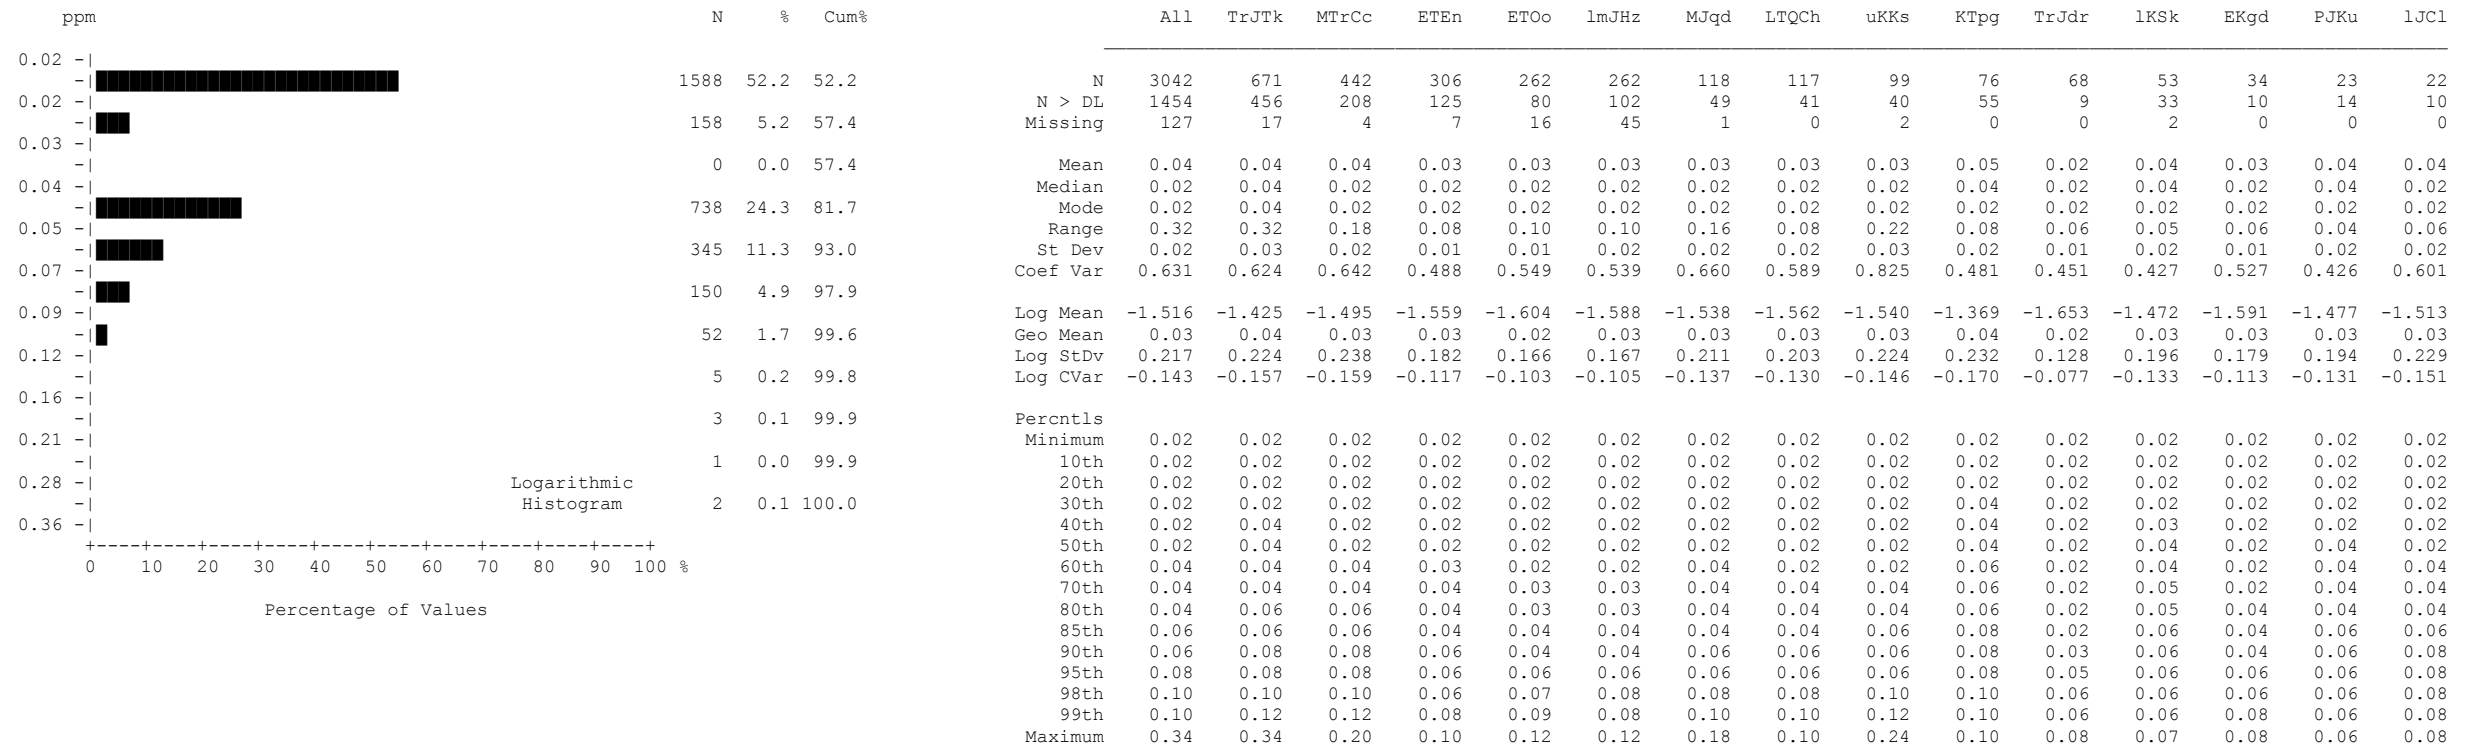 ppm N % Cum% All TrJTk MTrCc ETEn ETOo lmJHz MJqd LTQCh uKKs KTpg TrJdr lKSk EKgd PJKu lJCl
0.02 -|
-| 1588 52.2 52.2 N 3042 671 442 306 262 262 118 117 99 76 68 53 34 23 22
0.02 -| N > DL 1454 456 208 125 80 102 49 41 40 55 9 33 10 14 10
-| 158 5.2 57.4 Missing 127 17 4 7 16 45 1 0 2 0 0 2 0 0 0
0.03 -|
-| 0 0.0 57.4 Mean 0.04 0.04 0.04 0.03 0.03 0.03 0.03 0.03 0.03 0.05 0.02 0.04 0.03 0.04 0.04
0.04 -| Median 0.02 0.04 0.02 0.02 0.02 0.02 0.02 0.02 0.02 0.04 0.02 0.04 0.02 0.04 0.02
-| 738 24.3 81.7 Mode 0.02 0.04 0.02 0.02 0.02 0.02 0.02 0.02 0.02 0.02 0.02 0.02 0.02 0.02 0.02
0.05 -| Range 0.32 0.32 0.18 0.08 0.10 0.10 0.16 0.08 0.22 0.08 0.06 0.05 0.06 0.04 0.06
-| 345 11.3 93.0 St Dev 0.02 0.03 0.02 0.01 0.01 0.02 0.02 0.02 0.03 0.02 0.01 0.02 0.01 0.02 0.02
0.07 -| Coef Var 0.631 0.624 0.642 0.488 0.549 0.539 0.660 0.589 0.825 0.481 0.451 0.427 0.527 0.426 0.601
-| 150 4.9 97.9
0.09 -| Log Mean -1.516 -1.425 -1.495 -1.559 -1.604 -1.588 -1.538 -1.562 -1.540 -1.369 -1.653 -1.472 -1.591 -1.477 -1.513
-| 52 1.7 99.6 Geo Mean 0.03 0.04 0.03 0.03 0.02 0.03 0.03 0.03 0.03 0.04 0.02 0.03 0.03 0.03 0.03
0.12 -| Log StDv 0.217 0.224 0.238 0.182 0.166 0.167 0.211 0.203 0.224 0.232 0.128 0.196 0.179 0.194 0.229
-| 5 0.2 99.8 Log CVar -0.143 -0.157 -0.159 -0.117 -0.103 -0.105 -0.137 -0.130 -0.146 -0.170 -0.077 -0.133 -0.113 -0.131 -0.151
0.16 -|
-| 3 0.1 99.9 Percntls
0.21 -| Minimum 0.02 0.02 0.02 0.02 0.02 0.02 0.02 0.02 0.02 0.02 0.02 0.02 0.02 0.02 0.02
-| 1 0.0 99.9 10th 0.02 0.02 0.02 0.02 0.02 0.02 0.02 0.02 0.02 0.02 0.02 0.02 0.02 0.02 0.02
0.28 -| Logarithmic 20th 0.02 0.02 0.02 0.02 0.02 0.02 0.02 0.02 0.02 0.02 0.02 0.02 0.02 0.02 0.02
-| Histogram 2 0.1 100.0 30th 0.02 0.02 0.02 0.02 0.02 0.02 0.02 0.02 0.02 0.04 0.02 0.02 0.02 0.02 0.02
0.36 -| 40th 0.02 0.04 0.02 0.02 0.02 0.02 0.02 0.02 0.02 0.04 0.02 0.03 0.02 0.02 0.02
+----+----+----+----+----+----+----+----+----+----+ 50th 0.02 0.04 0.02 0.02 0.02 0.02 0.02 0.02 0.02 0.04 0.02 0.04 0.02 0.04 0.02
0 10 20 30 40 50 60 70 80 90 100 % 60th 0.04 0.04 0.04 0.03 0.02 0.02 0.04 0.02 0.02 0.06 0.02 0.04 0.02 0.04 0.04
70th 0.04 0.04 0.04 0.04 0.03 0.03 0.04 0.04 0.04 0.06 0.02 0.05 0.02 0.04 0.04
Percentage of Values 80th 0.04 0.06 0.06 0.04 0.03 0.03 0.04 0.04 0.04 0.06 0.02 0.05 0.04 0.04 0.04
85th 0.06 0.06 0.06 0.04 0.04 0.04 0.04 0.04 0.06 0.08 0.02 0.06 0.04 0.06 0.06
90th 0.06 0.08 0.08 0.06 0.04 0.04 0.06 0.06 0.06 0.08 0.03 0.06 0.04 0.06 0.08
95th 0.08 0.08 0.08 0.06 0.06 0.06 0.06 0.06 0.06 0.08 0.05 0.06 0.06 0.06 0.08
98th 0.10 0.10 0.10 0.06 0.07 0.08 0.08 0.08 0.10 0.10 0.06 0.06 0.06 0.06 0.08
99th 0.10 0.12 0.12 0.08 0.09 0.08 0.10 0.10 0.12 0.10 0.06 0.06 0.08 0.06 0.08
Maximum 0.34 0.34 0.20 0.10 0.12 0.12 0.18 0.10 0.24 0.10 0.08 0.07 0.08 0.06 0.08